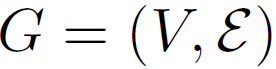 G = (V, ℰ)